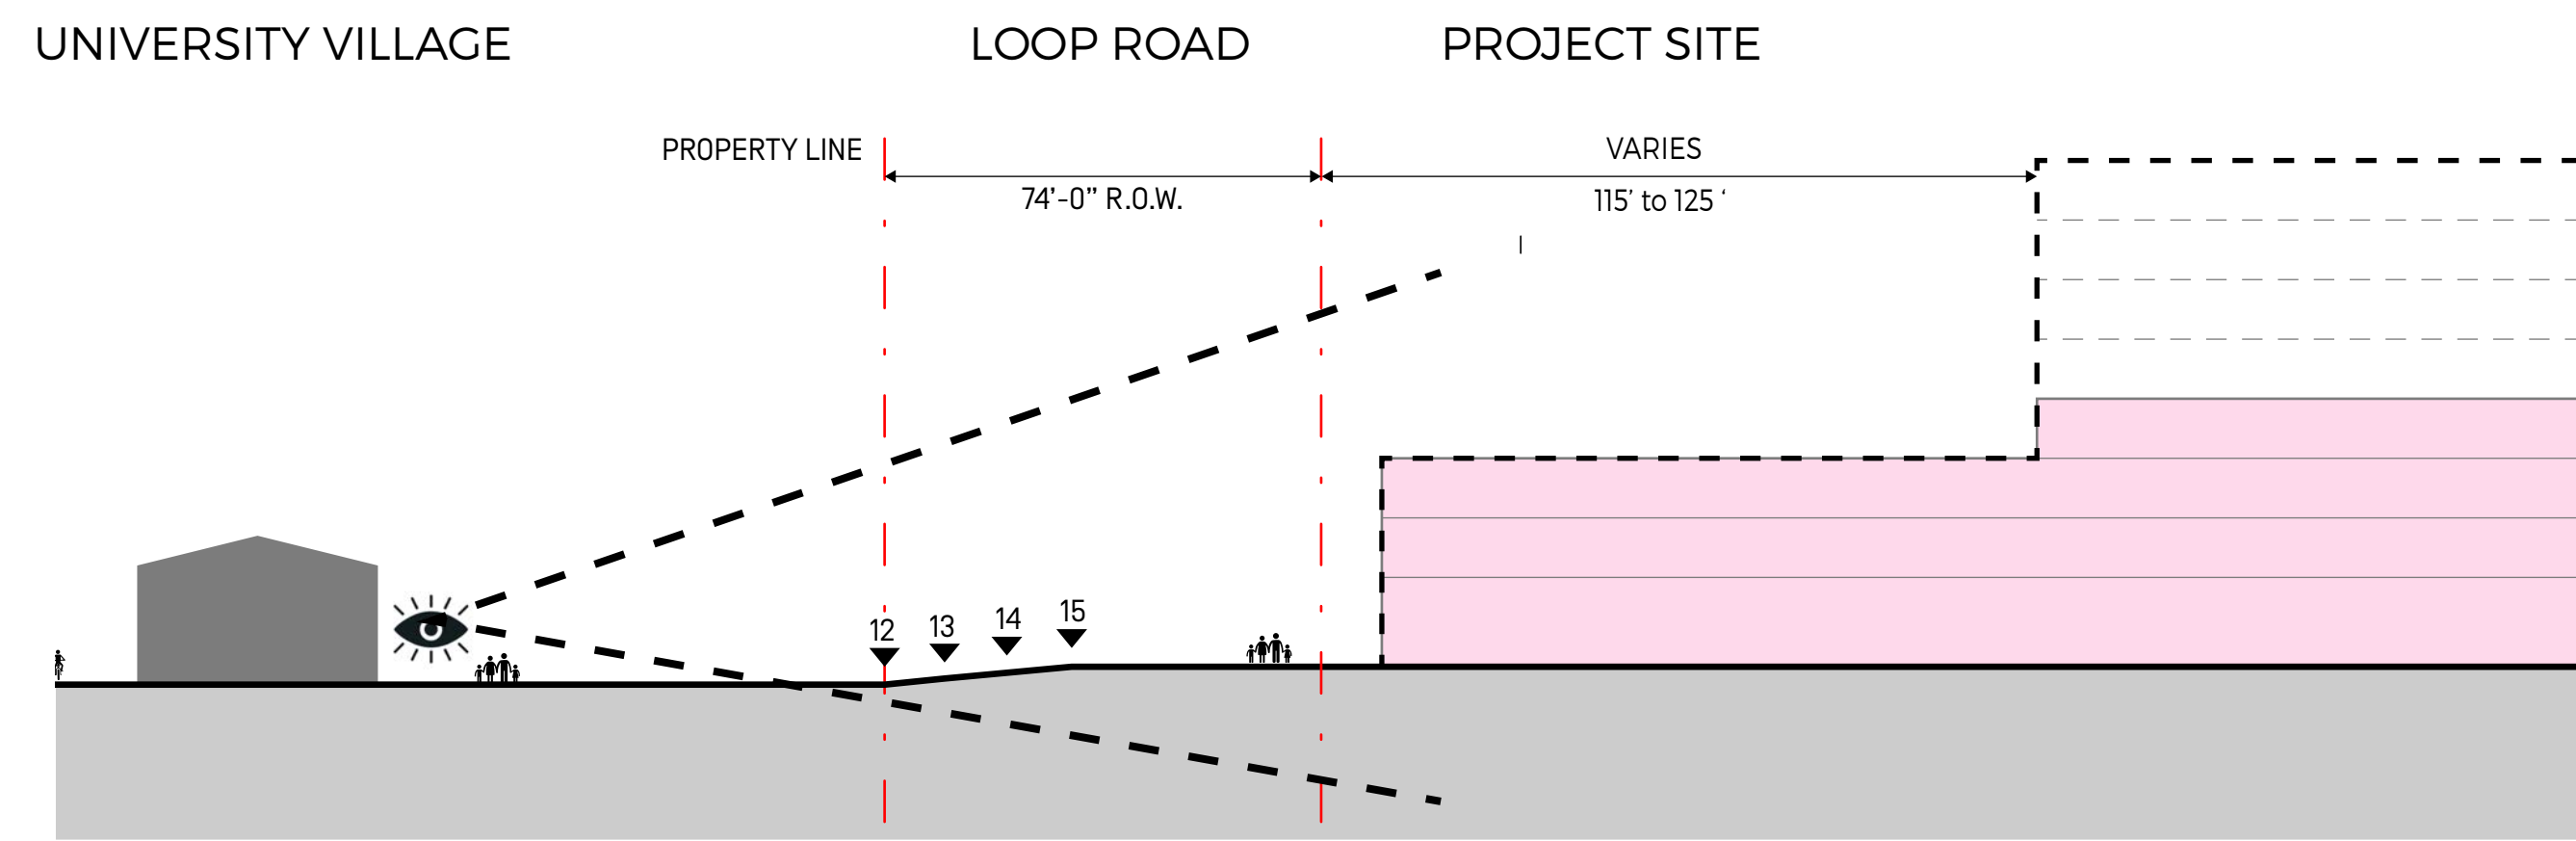 UNIVERSITY VILLAGE
LOOP ROAD
PROJECT SITE
PROPERTY LINE
VARIES
74’-0” R.O.W.
115’ to 125 ‘
12
13
14
15